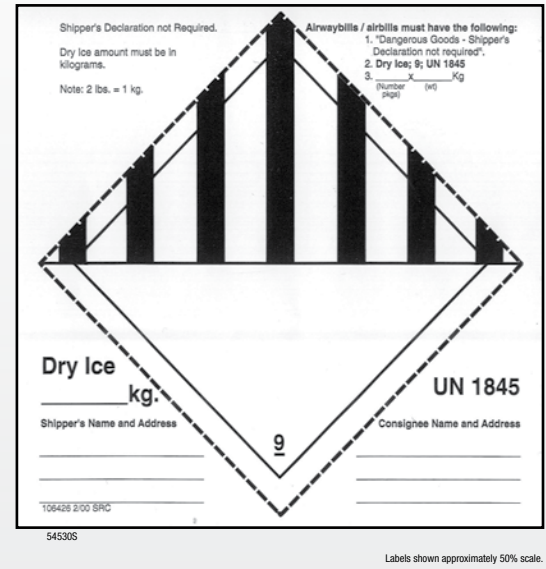 Shipper's Declaration not Required.
Dry Ice amount must be in
kilograms.
Note: 2 lbs. = 1 kg.
Airwaybills / airbills must have the following:
1. "Dangerous Goods - Shipper's
Declaration not required".
2. Dry Ice; 9; UN 1845
3. ______x______Kg
(Number pkgs) (wt)
Dry Ice
________kg.
UN 1845
Shipper's Name and Address
Consignee Name and Address
9
106426 2/00 SRC
54530S
Labels shown approximately 50% scale.